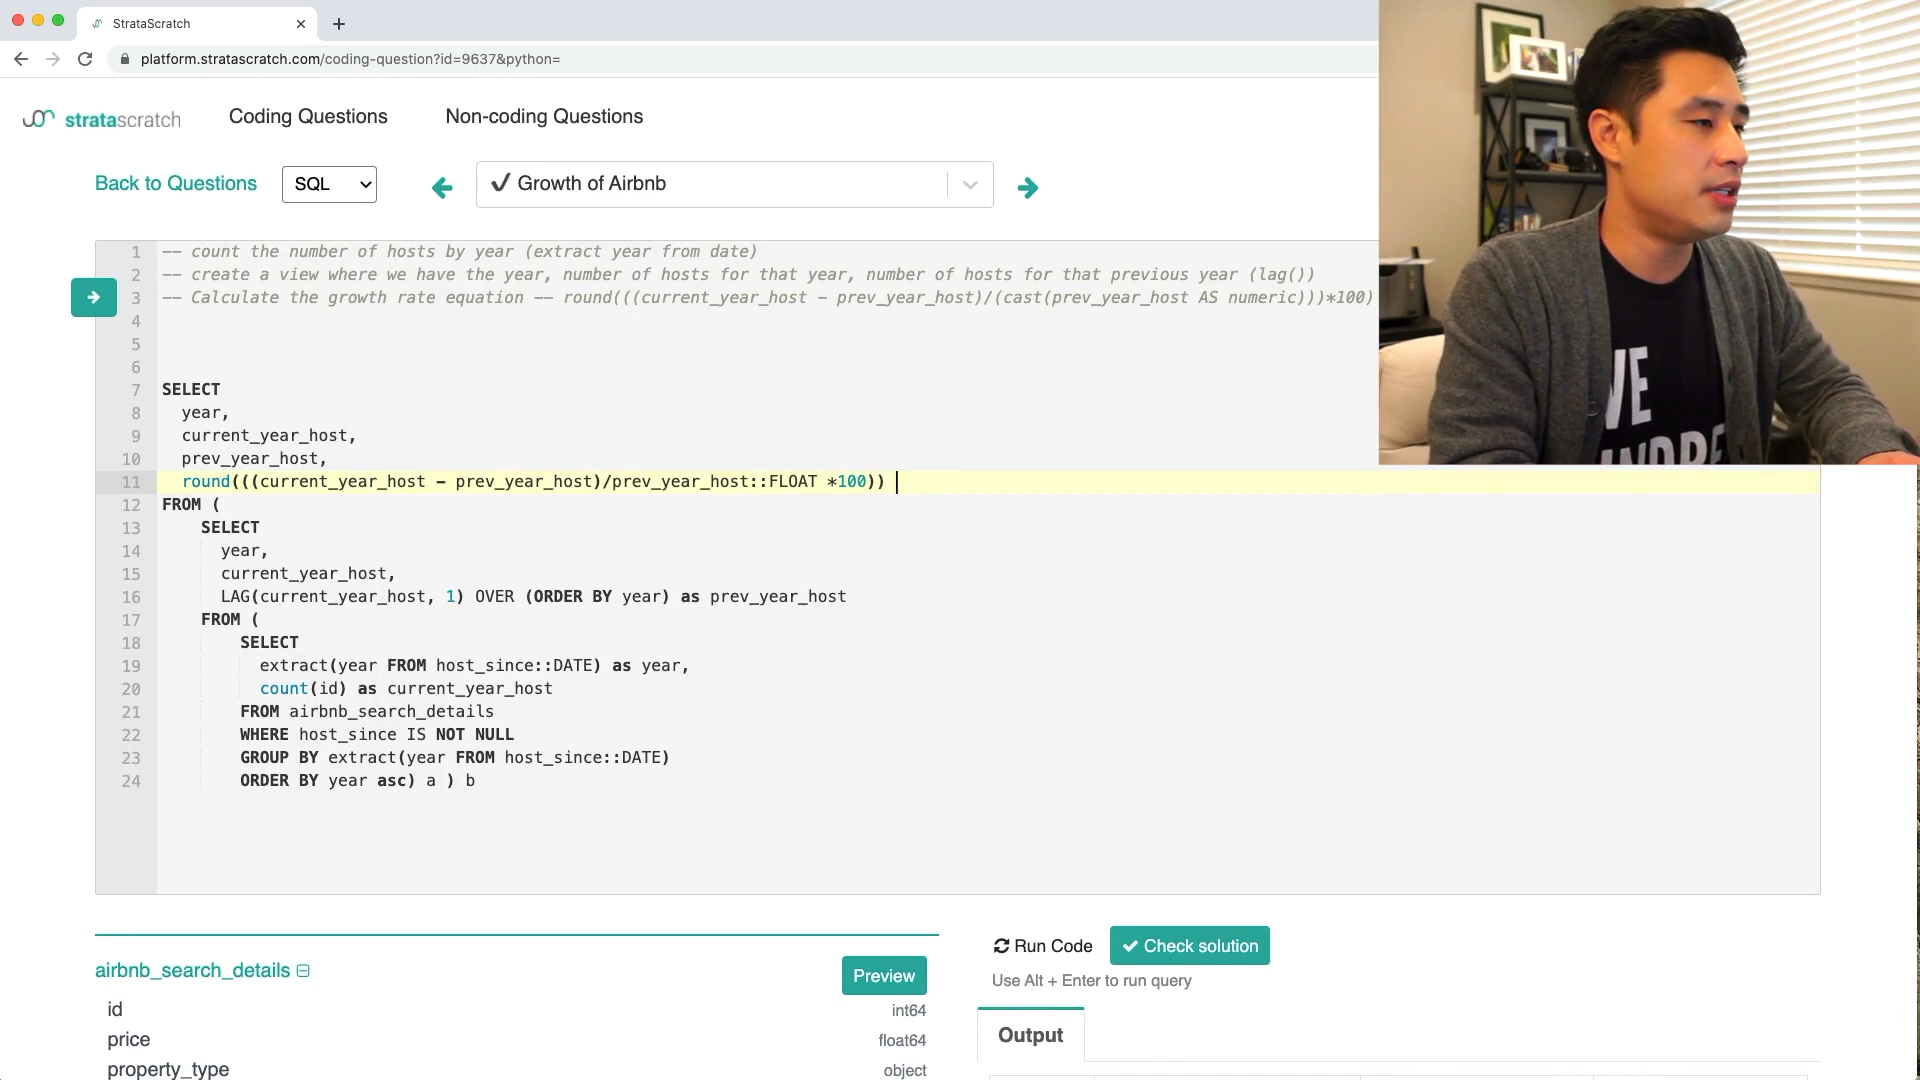 StrataScratch
platform.stratascratch.com/coding-question?id=9637&python=
stratascratch
Coding Questions
Non-coding Questions
Back to Questions
SQL
✓ Growth of Airbnb
1 -- count the number of hosts by year (extract year from date)
2 -- create a view where we have the year, number of hosts for that year, number of hosts for that previous year (lag())
3 -- Calculate the growth rate equation -- round(((current_year_host - prev_year_host)/(cast(prev_year_host AS numeric)))*100)
4
5
6
7 SELECT
8 year,
9 current_year_host,
10 prev_year_host,
11 round(((current_year_host - prev_year_host)/prev_year_host::FLOAT *100))
12 FROM (
13 SELECT
14 year,
15 current_year_host,
16 LAG(current_year_host, 1) OVER (ORDER BY year) as prev_year_host
17 FROM (
18 SELECT
19 extract(year FROM host_since::DATE) as year,
20 count(id) as current_year_host
21 FROM airbnb_search_details
22 WHERE host_since IS NOT NULL
23 GROUP BY extract(year FROM host_since::DATE)
24 ORDER BY year asc) a ) b
airbnb_search_details
Preview
id int64
price float64
property_type object
Run Code
Check solution
Use Alt + Enter to run query
Output